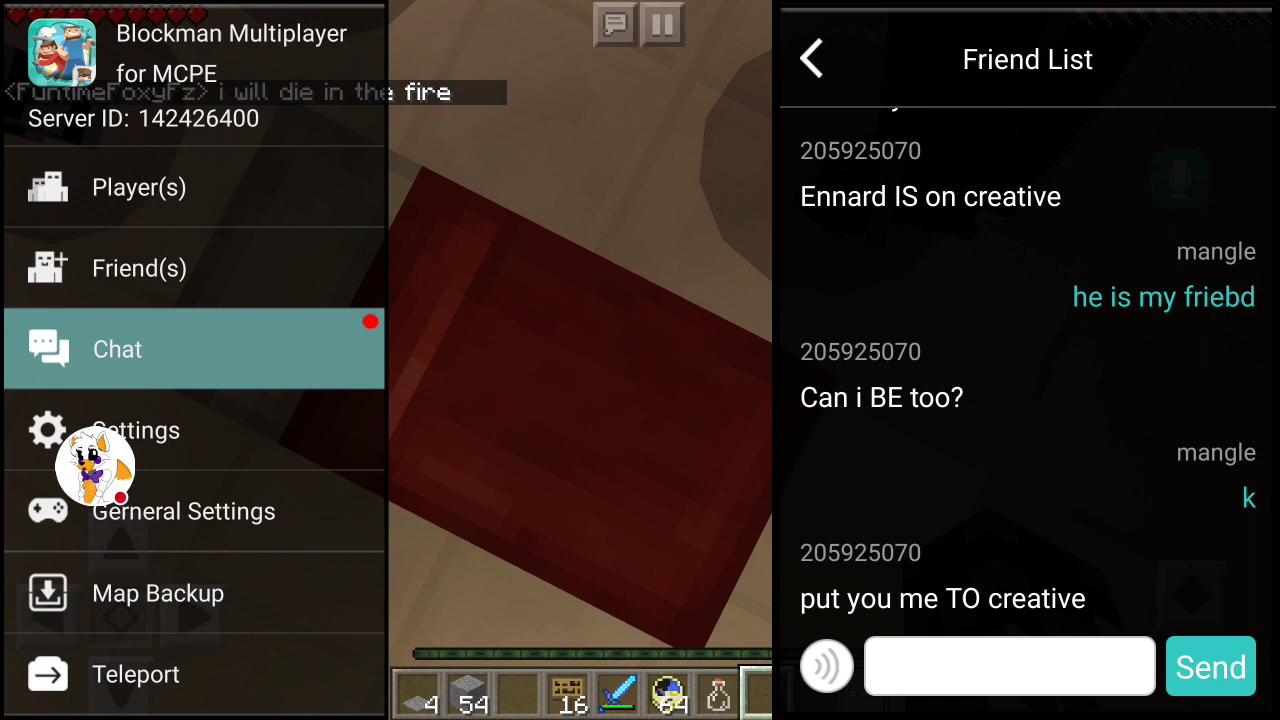 Blockman Multiplayer
for MCPE
<FuntimeFoxyFz> i will die in the fire
Server ID: 142426400
Player(s)
Friend(s)
Chat
Settings
Gerneral Settings
Map Backup
Teleport
4
54
16
64
Friend List
205925070
Ennard IS on creative
mangle
he is my friebd
205925070
Can i BE too?
mangle
k
205925070
put you me TO creative
Send